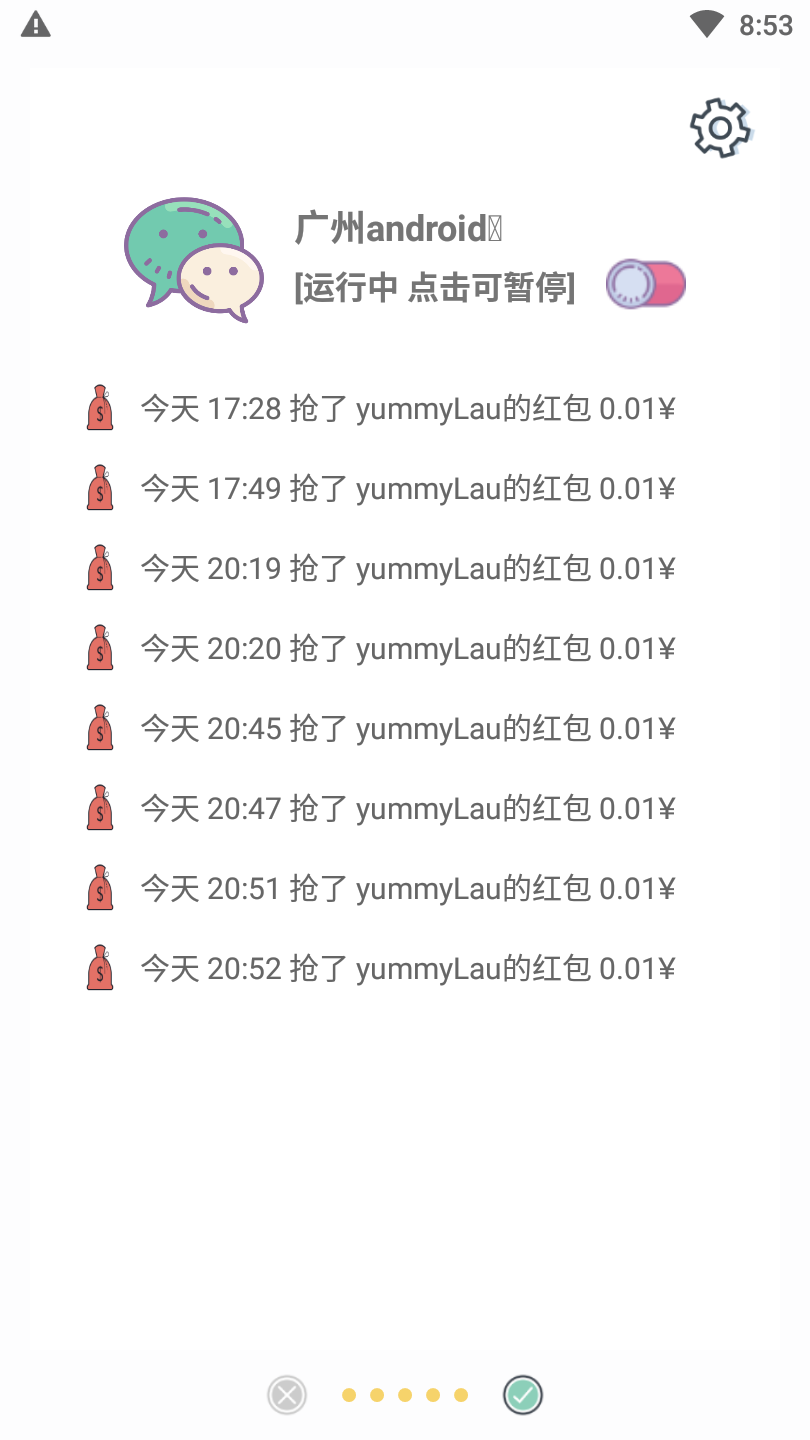 8:53
广州android
[运行中 点击可暂停]
今天 17:28 抢了 yummyLau的红包 0.01¥
今天 17:49 抢了 yummyLau的红包 0.01¥
今天 20:19 抢了 yummyLau的红包 0.01¥
今天 20:20 抢了 yummyLau的红包 0.01¥
今天 20:45 抢了 yummyLau的红包 0.01¥
今天 20:47 抢了 yummyLau的红包 0.01¥
今天 20:51 抢了 yummyLau的红包 0.01¥
今天 20:52 抢了 yummyLau的红包 0.01¥